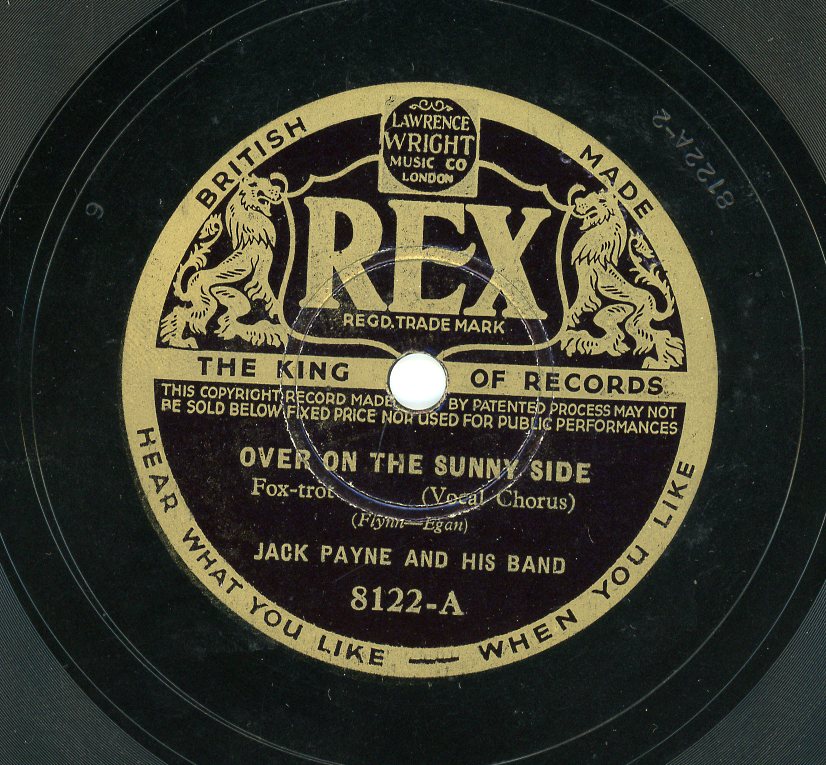 LAWRENCE
WRIGHT
MUSIC CO
LONDON
BRITISH MADE
REX
REGD. TRADE MARK
THE KING OF RECORDS
THIS COPYRIGHT RECORD MADE BY PATENTED PROCESS MAY NOT
BE SOLD BELOW FIXED PRICE NOR USED FOR PUBLIC PERFORMANCES
OVER ON THE SUNNY SIDE
Fox-trot (Vocal Chorus)
(Flynn—Egan)
JACK PAYNE AND HIS BAND
8122-A
HEAR WHAT YOU LIKE — WHEN YOU LIKE
8122A-2
6